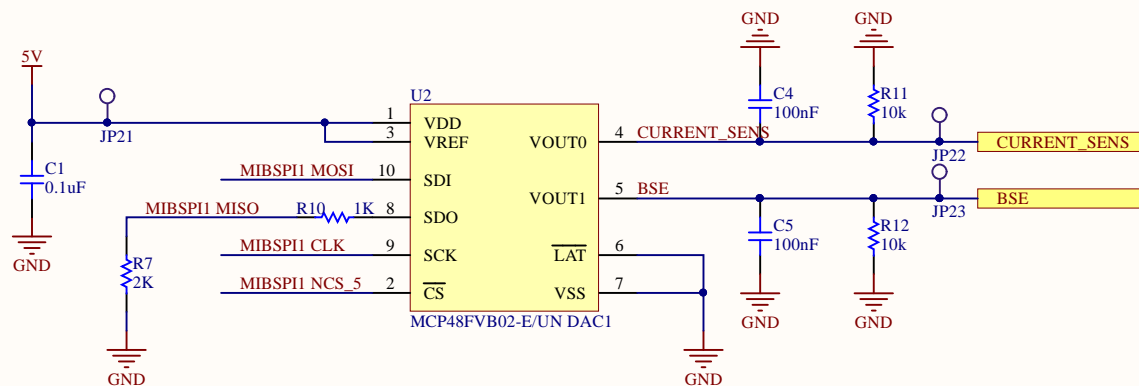 GND
GND
5V
JP21
C1
0.1uF
GND
U2
1
VDD
3
VREF
MIBSPI1 MOSI
10
SDI
MIBSPI1 MISO
R10
1K
8
SDO
MIBSPI1 CLK
9
SCK
MIBSPI1 NCS_5
2
CS
R7
2K
GND
VOUT0
4
CURRENT_SENS
VOUT1
5
BSE
LAT
6
VSS
7
MCP48FVB02-E/UN DAC1
GND
C4
100nF
R11
10k
JP22
CURRENT_SENS
JP23
BSE
C5
100nF
R12
10k
GND
GND